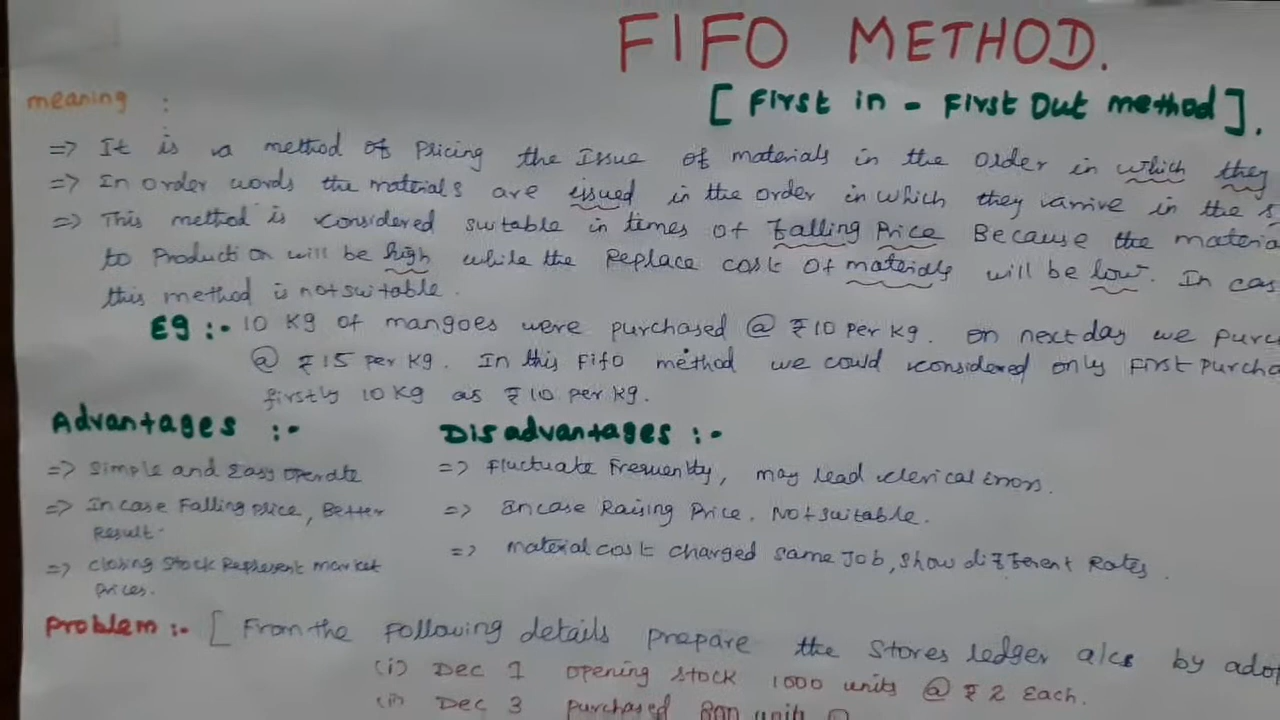 FIFO METHOD.
[First in - First Out method].
meaning :
=> It is a method of pricing the Issue of materials in the order in which they
=> In order words the materials are issued in the order in which they arrive in the
=> This method is considered suitable in times of Falling Price Because the materia
to Production will be high while the Replace cost of materials will be low. In cas
this method is not suitable.
Eg :- 10 Kg of mangoes were purchased @ ₹10 Per Kg. on next day we purc
@ ₹15 Per Kg. In this Fifo method we could considered only First Purcha
firstly 10 Kg as ₹10 per Kg.
Advantages :-
=> Simple and Easy operate
=> Incase Falling price, Better
Result.
=> closing Stock Represent market
prices.
Disadvantages :-
=> Fluctuate Frequently, may lead clerical Errors.
=> Incase Raising Price, Not suitable.
=> material cost charged same Job, show different Rates.
Problem :- [From the Following details prepare the Stores ledger a/cs by adop
(i) Dec 1 opening stock 1000 units @ ₹2 Each.
(ii) Dec 3 purchased